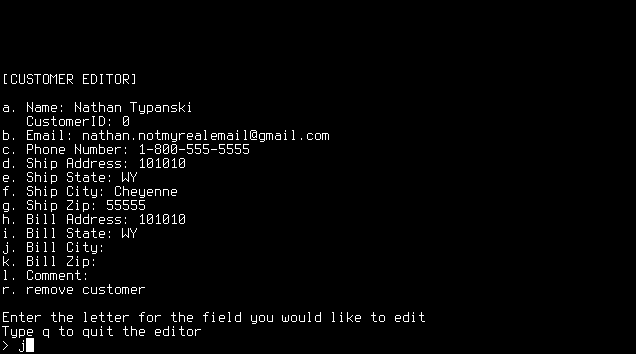 [CUSTOMER EDITOR]
a. Name: Nathan Typanski
CustomerID: 0
b. Email: nathan.notmyrealemail@gmail.com
c. Phone Number: 1-800-555-5555
d. Ship Address: 101010
e. Ship State: WY
f. Ship City: Cheyenne
g. Ship Zip: 55555
h. Bill Address: 101010
i. Bill State: WY
j. Bill City:
k. Bill Zip:
l. Comment:
r. remove customer
Enter the letter for the field you would like to edit
Type q to quit the editor
> j